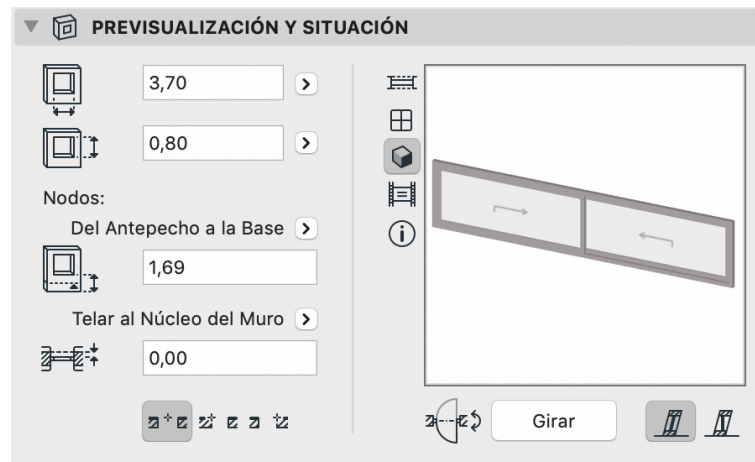 PREVISUALIZACIÓN Y SITUACIÓN
3,70
0,80
Nodos:
Del Antepecho a la Base
1,69
Telar al Núcleo del Muro
0,00
Girar